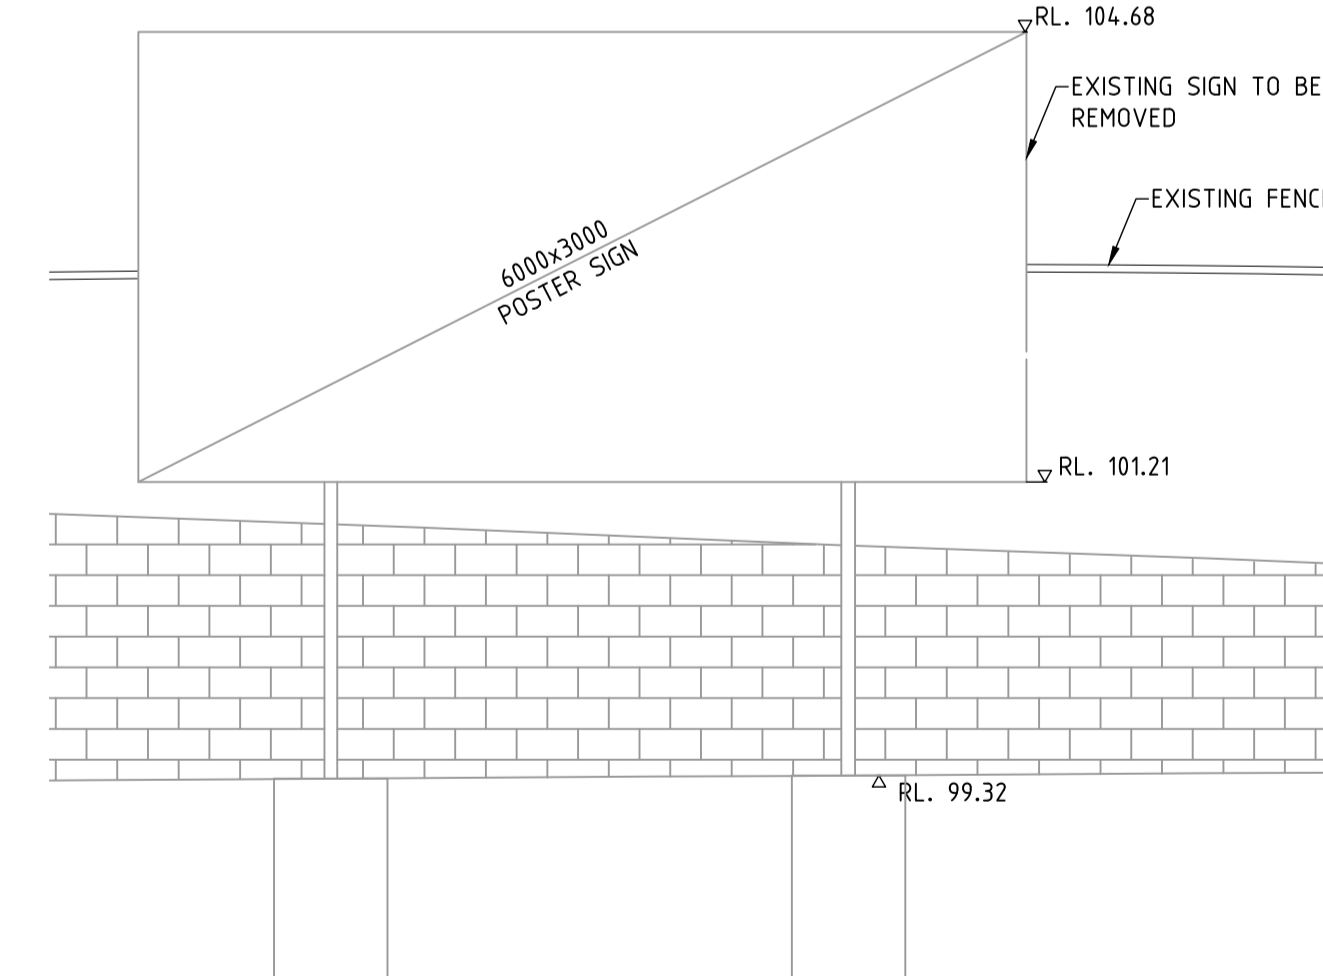 RL. 104.68
EXISTING SIGN TO BE
REMOVED
EXISTING FENC
6000x3000
POSTER SIGN
RL. 101.21
RL. 99.32